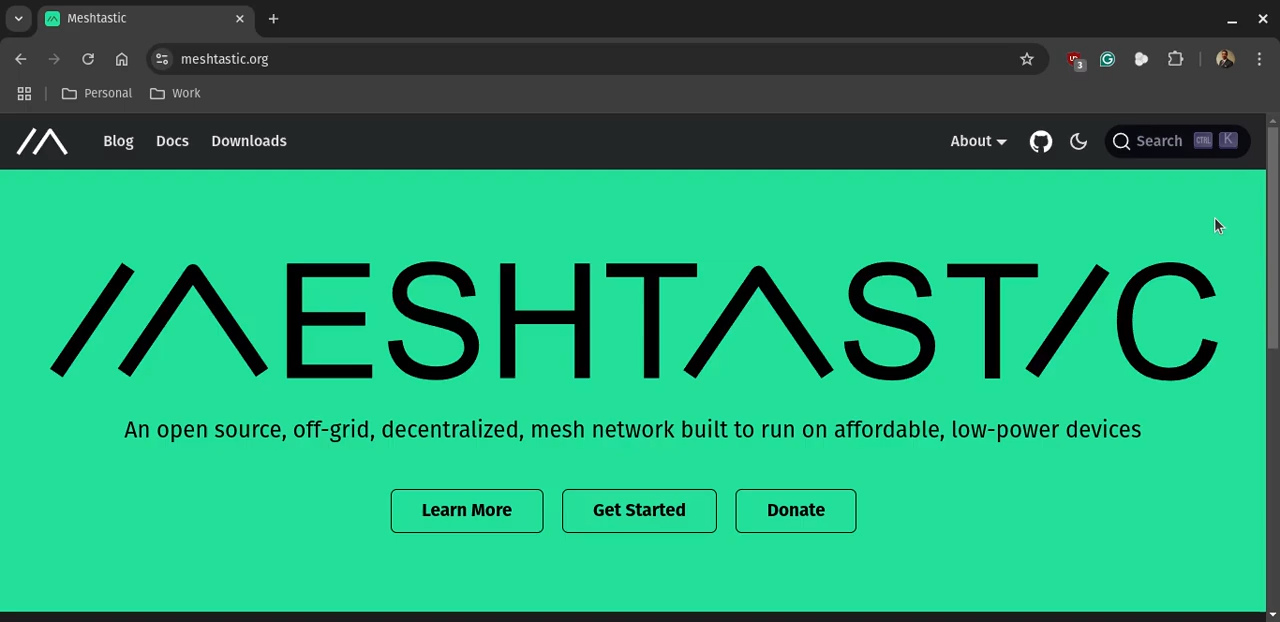 Meshtastic
meshtastic.org
3
Personal
Work
Blog
Docs
Downloads
About
Search
CTRL
K
MESHTASTIC
An open source, off-grid, decentralized, mesh network built to run on affordable, low-power devices
Learn More
Get Started
Donate